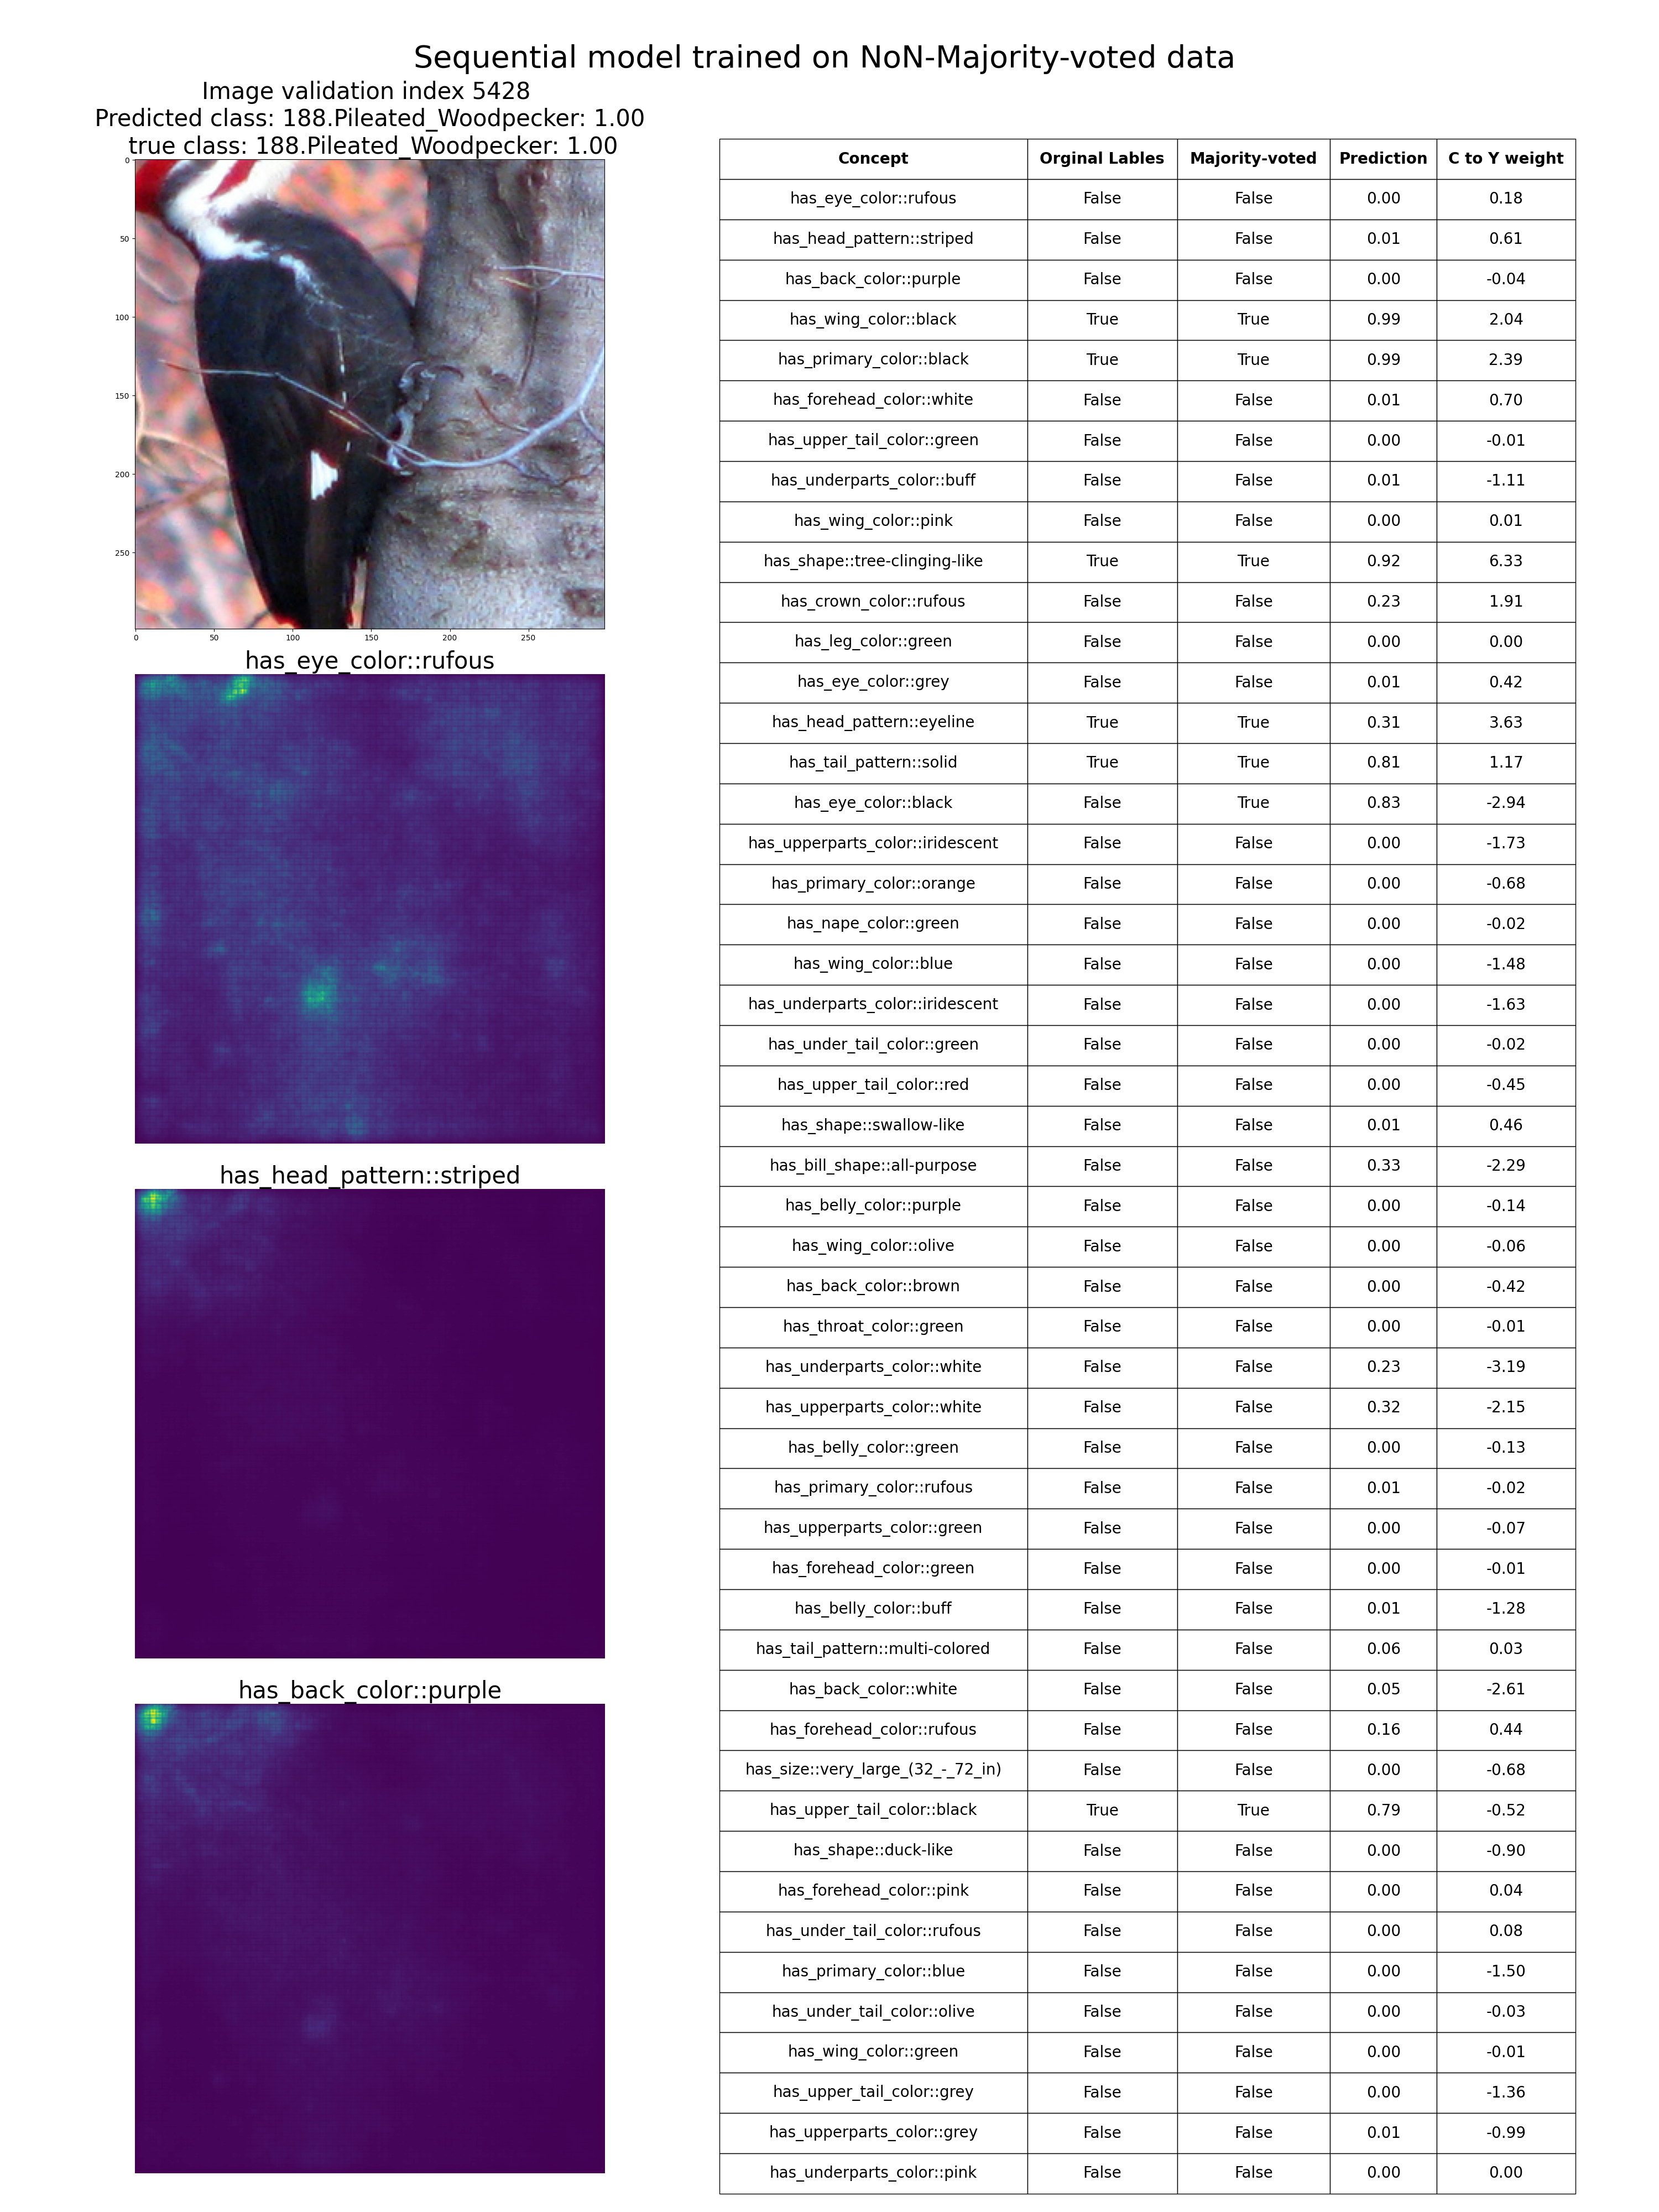 Sequential model trained on NoN-Majority-voted data
Image validation index 5428
Predicted class: 188.Pileated_Woodpecker: 1.00
true class: 188.Pileated_Woodpecker: 1.00
0
50
100
150
200
250
0 50 100 150 200 250
has_eye_color::rufous
has_head_pattern::striped
has_back_color::purple
Concept Orginal Lables Majority-voted Prediction C to Y weight
has_eye_color::rufous False False 0.00 0.18
has_head_pattern::striped False False 0.01 0.61
has_back_color::purple False False 0.00 -0.04
has_wing_color::black True True 0.99 2.04
has_primary_color::black True True 0.99 2.39
has_forehead_color::white False False 0.01 0.70
has_upper_tail_color::green False False 0.00 -0.01
has_underparts_color::buff False False 0.01 -1.11
has_wing_color::pink False False 0.00 0.01
has_shape::tree-clinging-like True True 0.92 6.33
has_crown_color::rufous False False 0.23 1.91
has_leg_color::green False False 0.00 0.00
has_eye_color::grey False False 0.01 0.42
has_head_pattern::eyeline True True 0.31 3.63
has_tail_pattern::solid True True 0.81 1.17
has_eye_color::black False True 0.83 -2.94
has_upperparts_color::iridescent False False 0.00 -1.73
has_primary_color::orange False False 0.00 -0.68
has_nape_color::green False False 0.00 -0.02
has_wing_color::blue False False 0.00 -1.48
has_underparts_color::iridescent False False 0.00 -1.63
has_under_tail_color::green False False 0.00 -0.02
has_upper_tail_color::red False False 0.00 -0.45
has_shape::swallow-like False False 0.01 0.46
has_bill_shape::all-purpose False False 0.33 -2.29
has_belly_color::purple False False 0.00 -0.14
has_wing_color::olive False False 0.00 -0.06
has_back_color::brown False False 0.00 -0.42
has_throat_color::green False False 0.00 -0.01
has_underparts_color::white False False 0.23 -3.19
has_upperparts_color::white False False 0.32 -2.15
has_belly_color::green False False 0.00 -0.13
has_primary_color::rufous False False 0.01 -0.02
has_upperparts_color::green False False 0.00 -0.07
has_forehead_color::green False False 0.00 -0.01
has_belly_color::buff False False 0.01 -1.28
has_tail_pattern::multi-colored False False 0.06 0.03
has_back_color::white False False 0.05 -2.61
has_forehead_color::rufous False False 0.16 0.44
has_size::very_large_(32_-_72_in) False False 0.00 -0.68
has_upper_tail_color::black True True 0.79 -0.52
has_shape::duck-like False False 0.00 -0.90
has_forehead_color::pink False False 0.00 0.04
has_under_tail_color::rufous False False 0.00 0.08
has_primary_color::blue False False 0.00 -1.50
has_under_tail_color::olive False False 0.00 -0.03
has_wing_color::green False False 0.00 -0.01
has_upper_tail_color::grey False False 0.00 -1.36
has_upperparts_color::grey False False 0.01 -0.99
has_underparts_color::pink False False 0.00 0.00